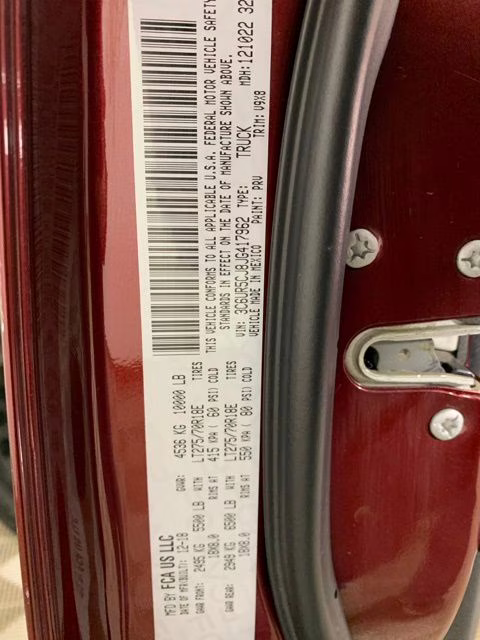 MFD BY FCA US LLC
DATE OF MFR(BUILT): 12-18 GVWR: 4536 KG 10000 LB
GAWR FRONT: 2495 KG 5500 LB WITH LT275/70R18E TIRES
18X8.0 RIMS AT 415 KPA ( 60 PSI) COLD
GAWR REAR: 2949 KG 6500 LB WITH LT275/70R18E TIRES
18X8.0 RIMS AT 550 KPA ( 80 PSI) COLD
THIS VEHICLE CONFORMS TO ALL APPLICABLE U.S.A. FEDERAL MOTOR VEHICLE SAFETY
STANDARDS IN EFFECT ON THE DATE OF MANUFACTURE SHOWN ABOVE.
VIN: 3C6UR5CJ8JG417962 TYPE: TRUCK MDH: 121022 32
VEHICLE MADE IN MEXICO PAINT: PRV TRIM: V9X8